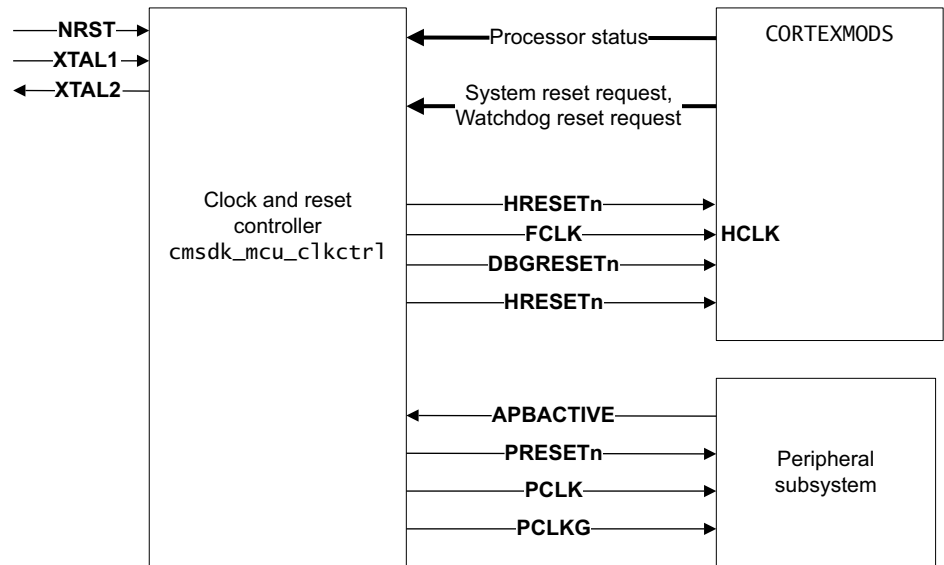 NRST
XTAL1
XTAL2
Clock and reset
controller
cmsdk_mcu_clkctrl
Processor status
System reset request,
Watchdog reset request
HRESETn
FCLK
DBGRESETn
HRESETn
CORTEXMODS
HCLK
APBACTIVE
PRESETn
PCLK
PCLKG
Peripheral
subsystem